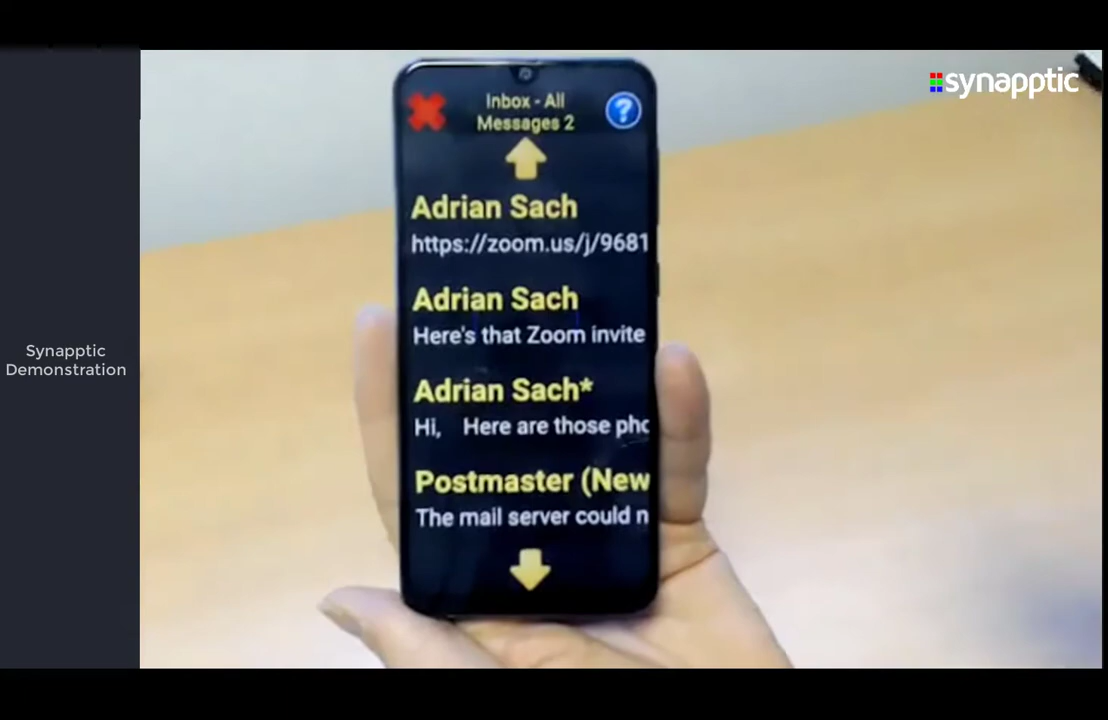 synapptic
Inbox - All
Messages 2
Adrian Sach
https://zoom.us/j/9681
Adrian Sach
Here's that Zoom invite
Adrian Sach*
Hi, Here are those pho
Postmaster (New
The mail server could n
Synapptic
Demonstration